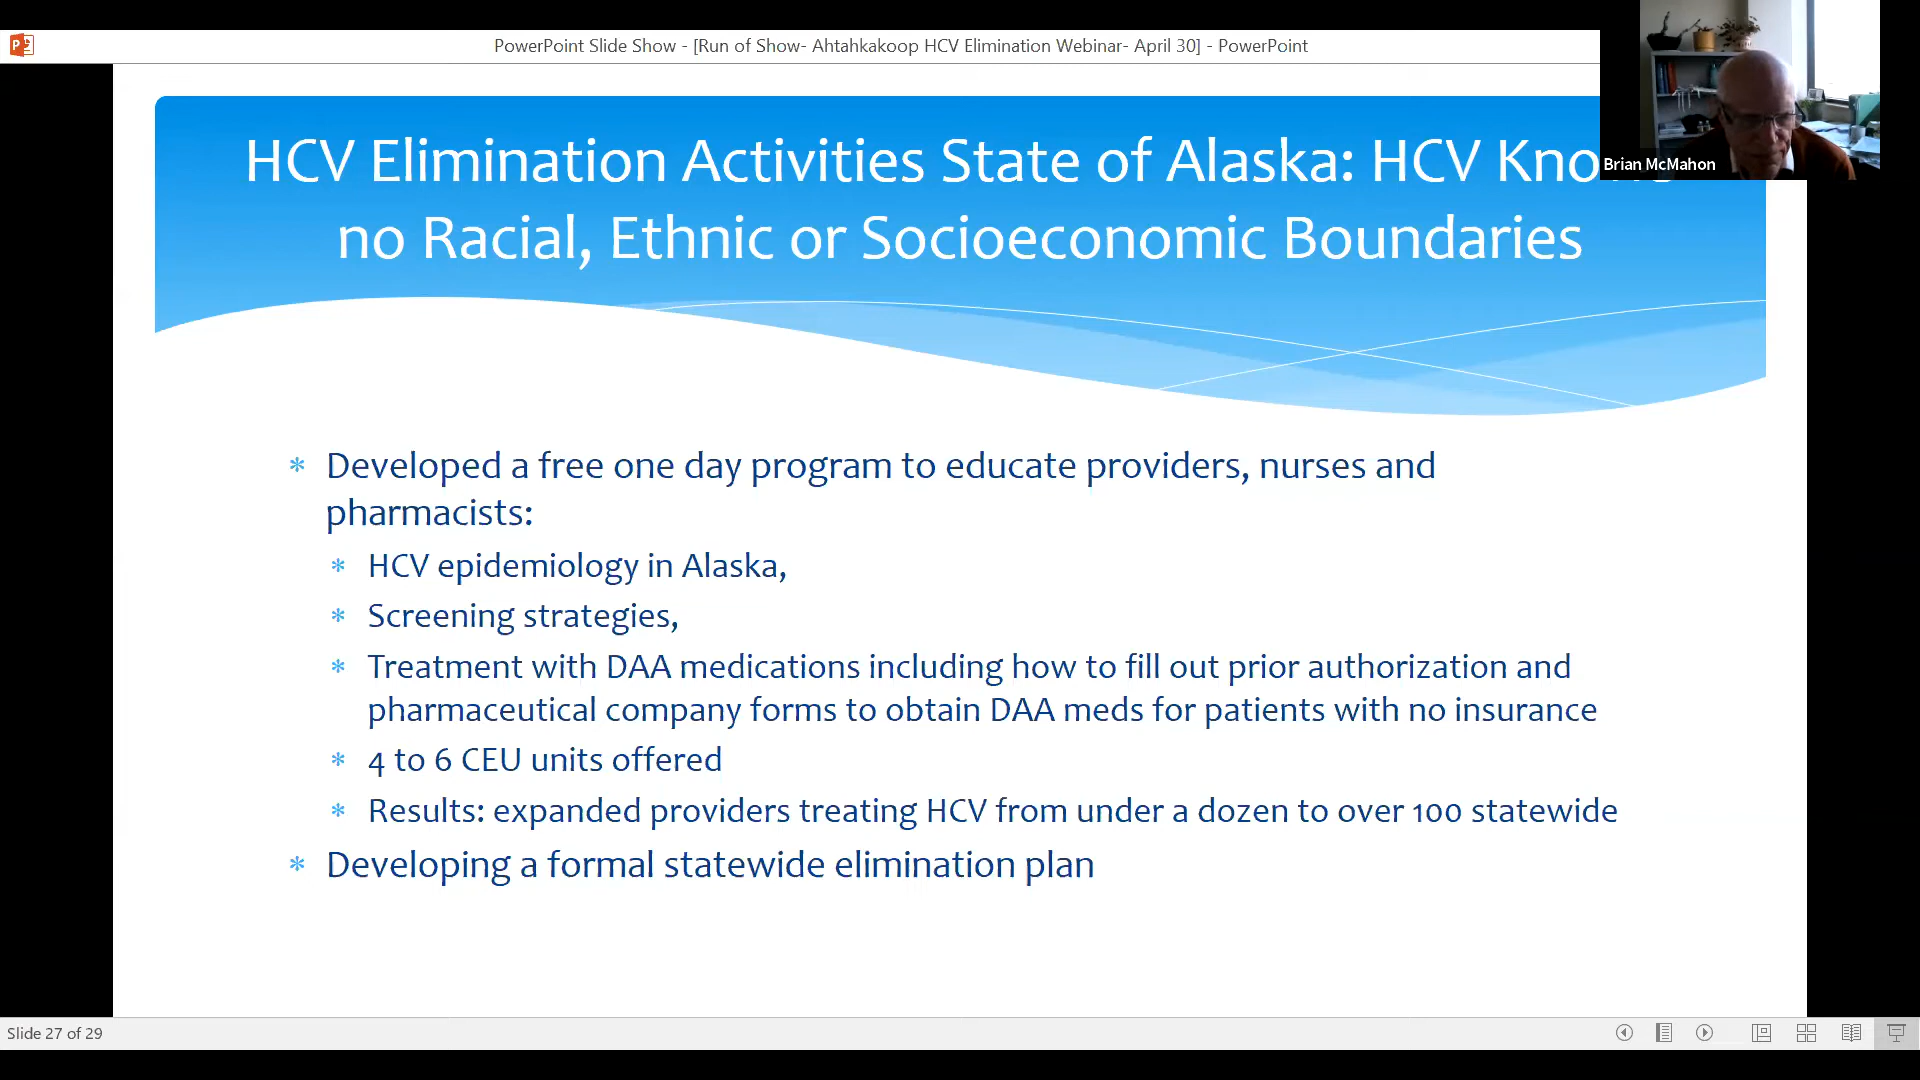 PowerPoint Slide Show - [Run of Show- Ahtahkakoop HCV Elimination Webinar- April 30] - PowerPoint
HCV Elimination Activities State of Alaska: HCV
no Racial, Ethnic or Socioeconomic Boundaries
Brian McMahon
* Developed a free one day program to educate providers, nurses and
pharmacists:
* HCV epidemiology in Alaska,
* Screening strategies,
* Treatment with DAA medications including how to fill out prior authorization and
pharmaceutical company forms to obtain DAA meds for patients with no insurance
* 4 to 6 CEU units offered
* Results: expanded providers treating HCV from under a dozen to over 100 statewide
* Developing a formal statewide elimination plan
Slide 27 of 29